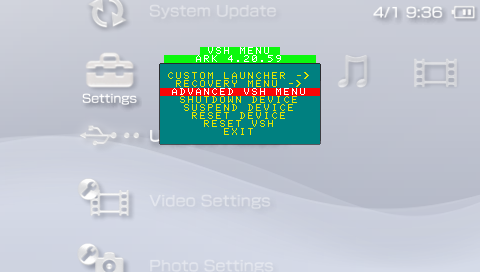 System Update
4/1 9:36
VSH MENU
ARK 4.20.59
CUSTOM LAUNCHER ->
RECOVERY MENU ->
ADVANCED VSH MENU
SHUTDOWN DEVICE
SUSPEND DEVICE
RESET DEVICE
RESET VSH
EXIT
Settings
U
Video Settings
Photo Settings